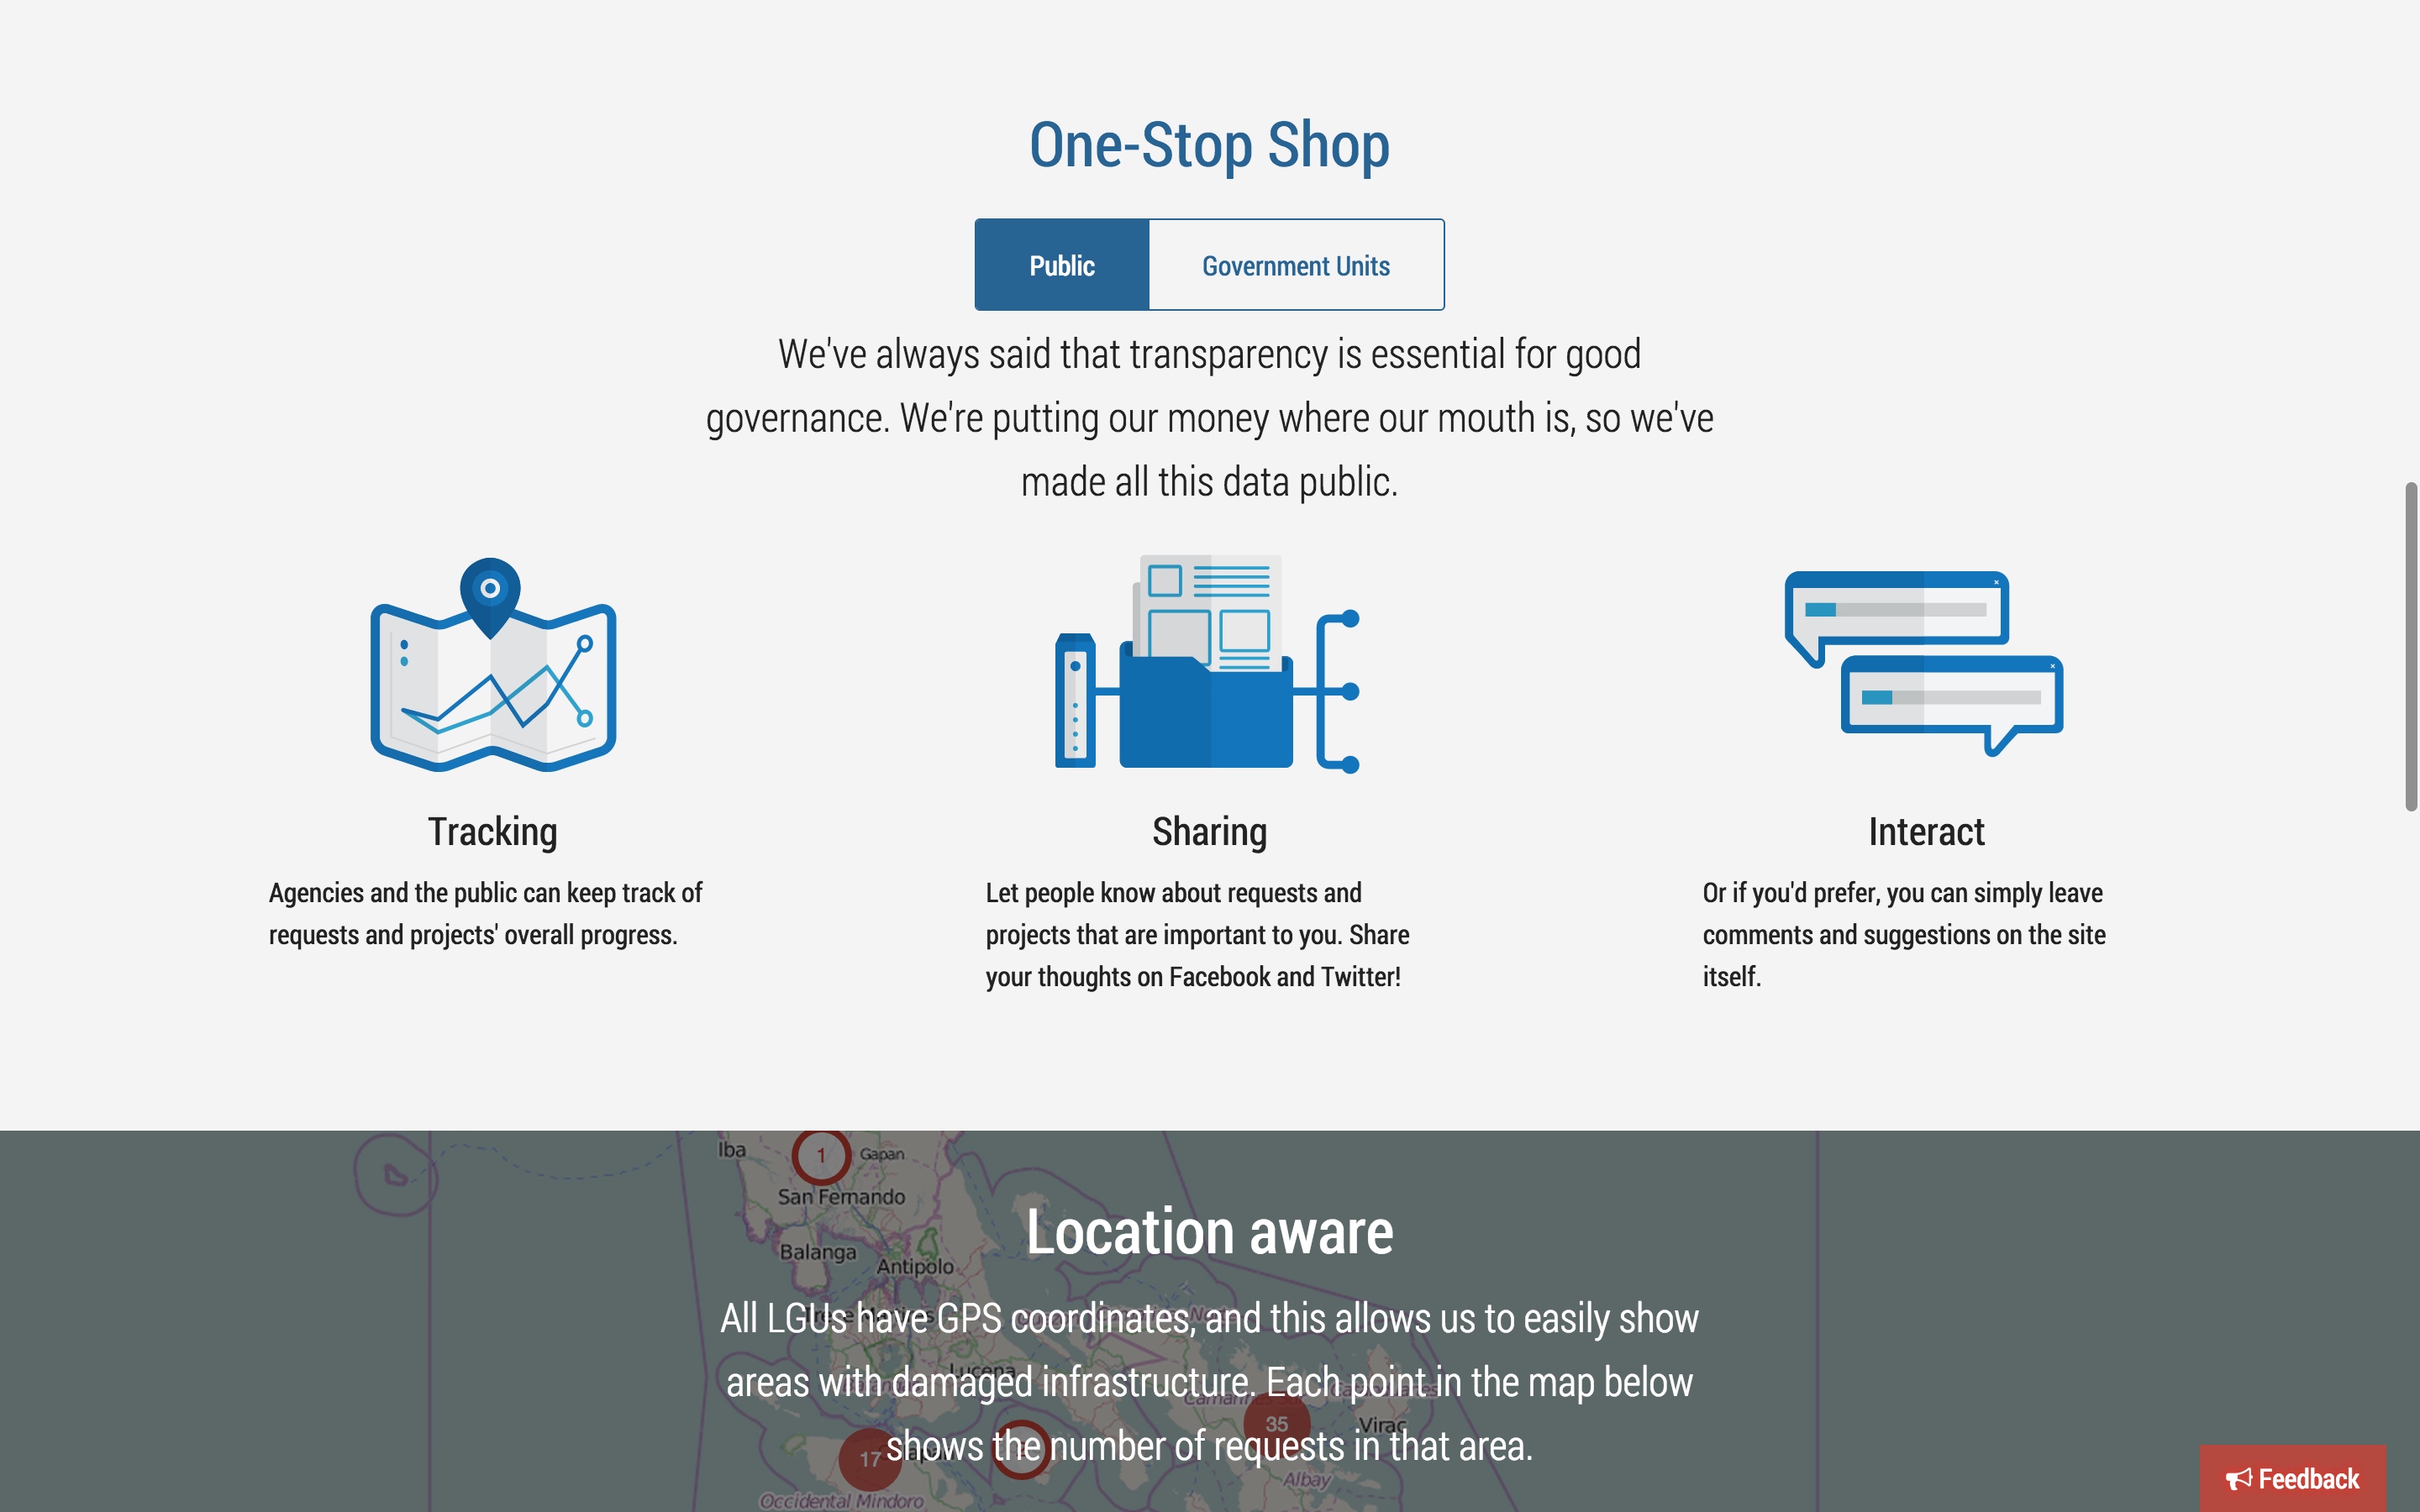 One-Stop Shop
Public
Government Units
We've always said that transparency is essential for good
governance. We're putting our money where our mouth is, so we've
made all this data public.
Tracking
Agencies and the public can keep track of
requests and projects' overall progress.
Sharing
Let people know about requests and
projects that are important to you. Share
your thoughts on Facebook and Twitter!
Interact
Or if you'd prefer, you can simply leave
comments and suggestions on the site
itself.
Iba
1
Gapan
San Fernando
Balanga
Antipolo
Location aware
All LGUs have GPS coordinates, and this allows us to easily show
areas with damaged infrastructure. Each point in the map below
shows the number of requests in that area.
Lucena
35
Virac
17
Albay
Occidental Mindoro
Feedback